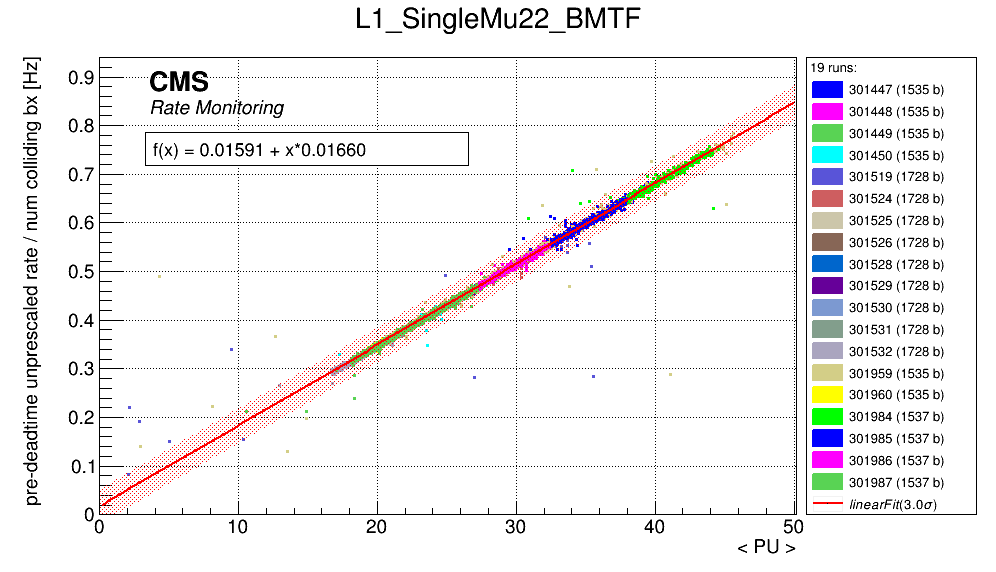 L1_SingleMu22_BMTF
pre-deadtime unprescaled rate / num colliding bx [Hz]
CMS
Rate Monitoring
f(x) = 0.01591 + x*0.01660
0.9
0.8
0.7
0.6
0.5
0.4
0.3
0.2
0.1
0
0 10 20 30 40 50
< PU >
19 runs:
301447 (1535 b)
301448 (1535 b)
301449 (1535 b)
301450 (1535 b)
301519 (1728 b)
301524 (1728 b)
301525 (1728 b)
301526 (1728 b)
301528 (1728 b)
301529 (1728 b)
301530 (1728 b)
301531 (1728 b)
301532 (1728 b)
301959 (1535 b)
301960 (1535 b)
301984 (1537 b)
301985 (1537 b)
301986 (1537 b)
301987 (1537 b)
linearFit(3.0σ)